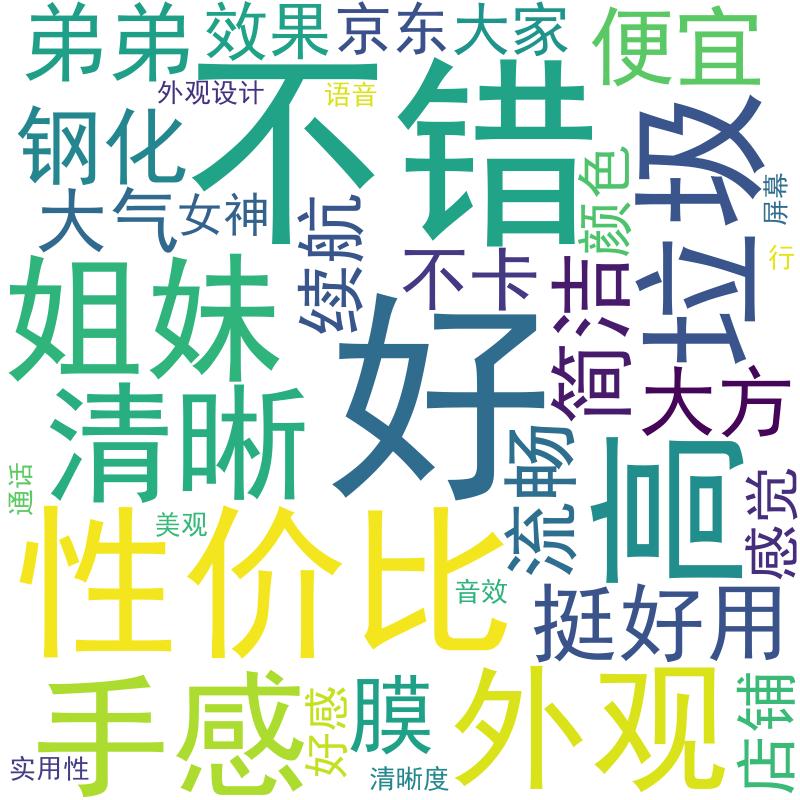 弟弟
效果
京东
大家
便宜
外观设计
语音
不错
钢化
垃圾
颜色
屏幕
大气
女神
续航
不卡
行
姐妹
简洁
好
大方
清晰
流畅
高
感觉
通话
性价比
美观
音效
挺好用
手感
好感
膜
外观
店铺
实用性
清晰度